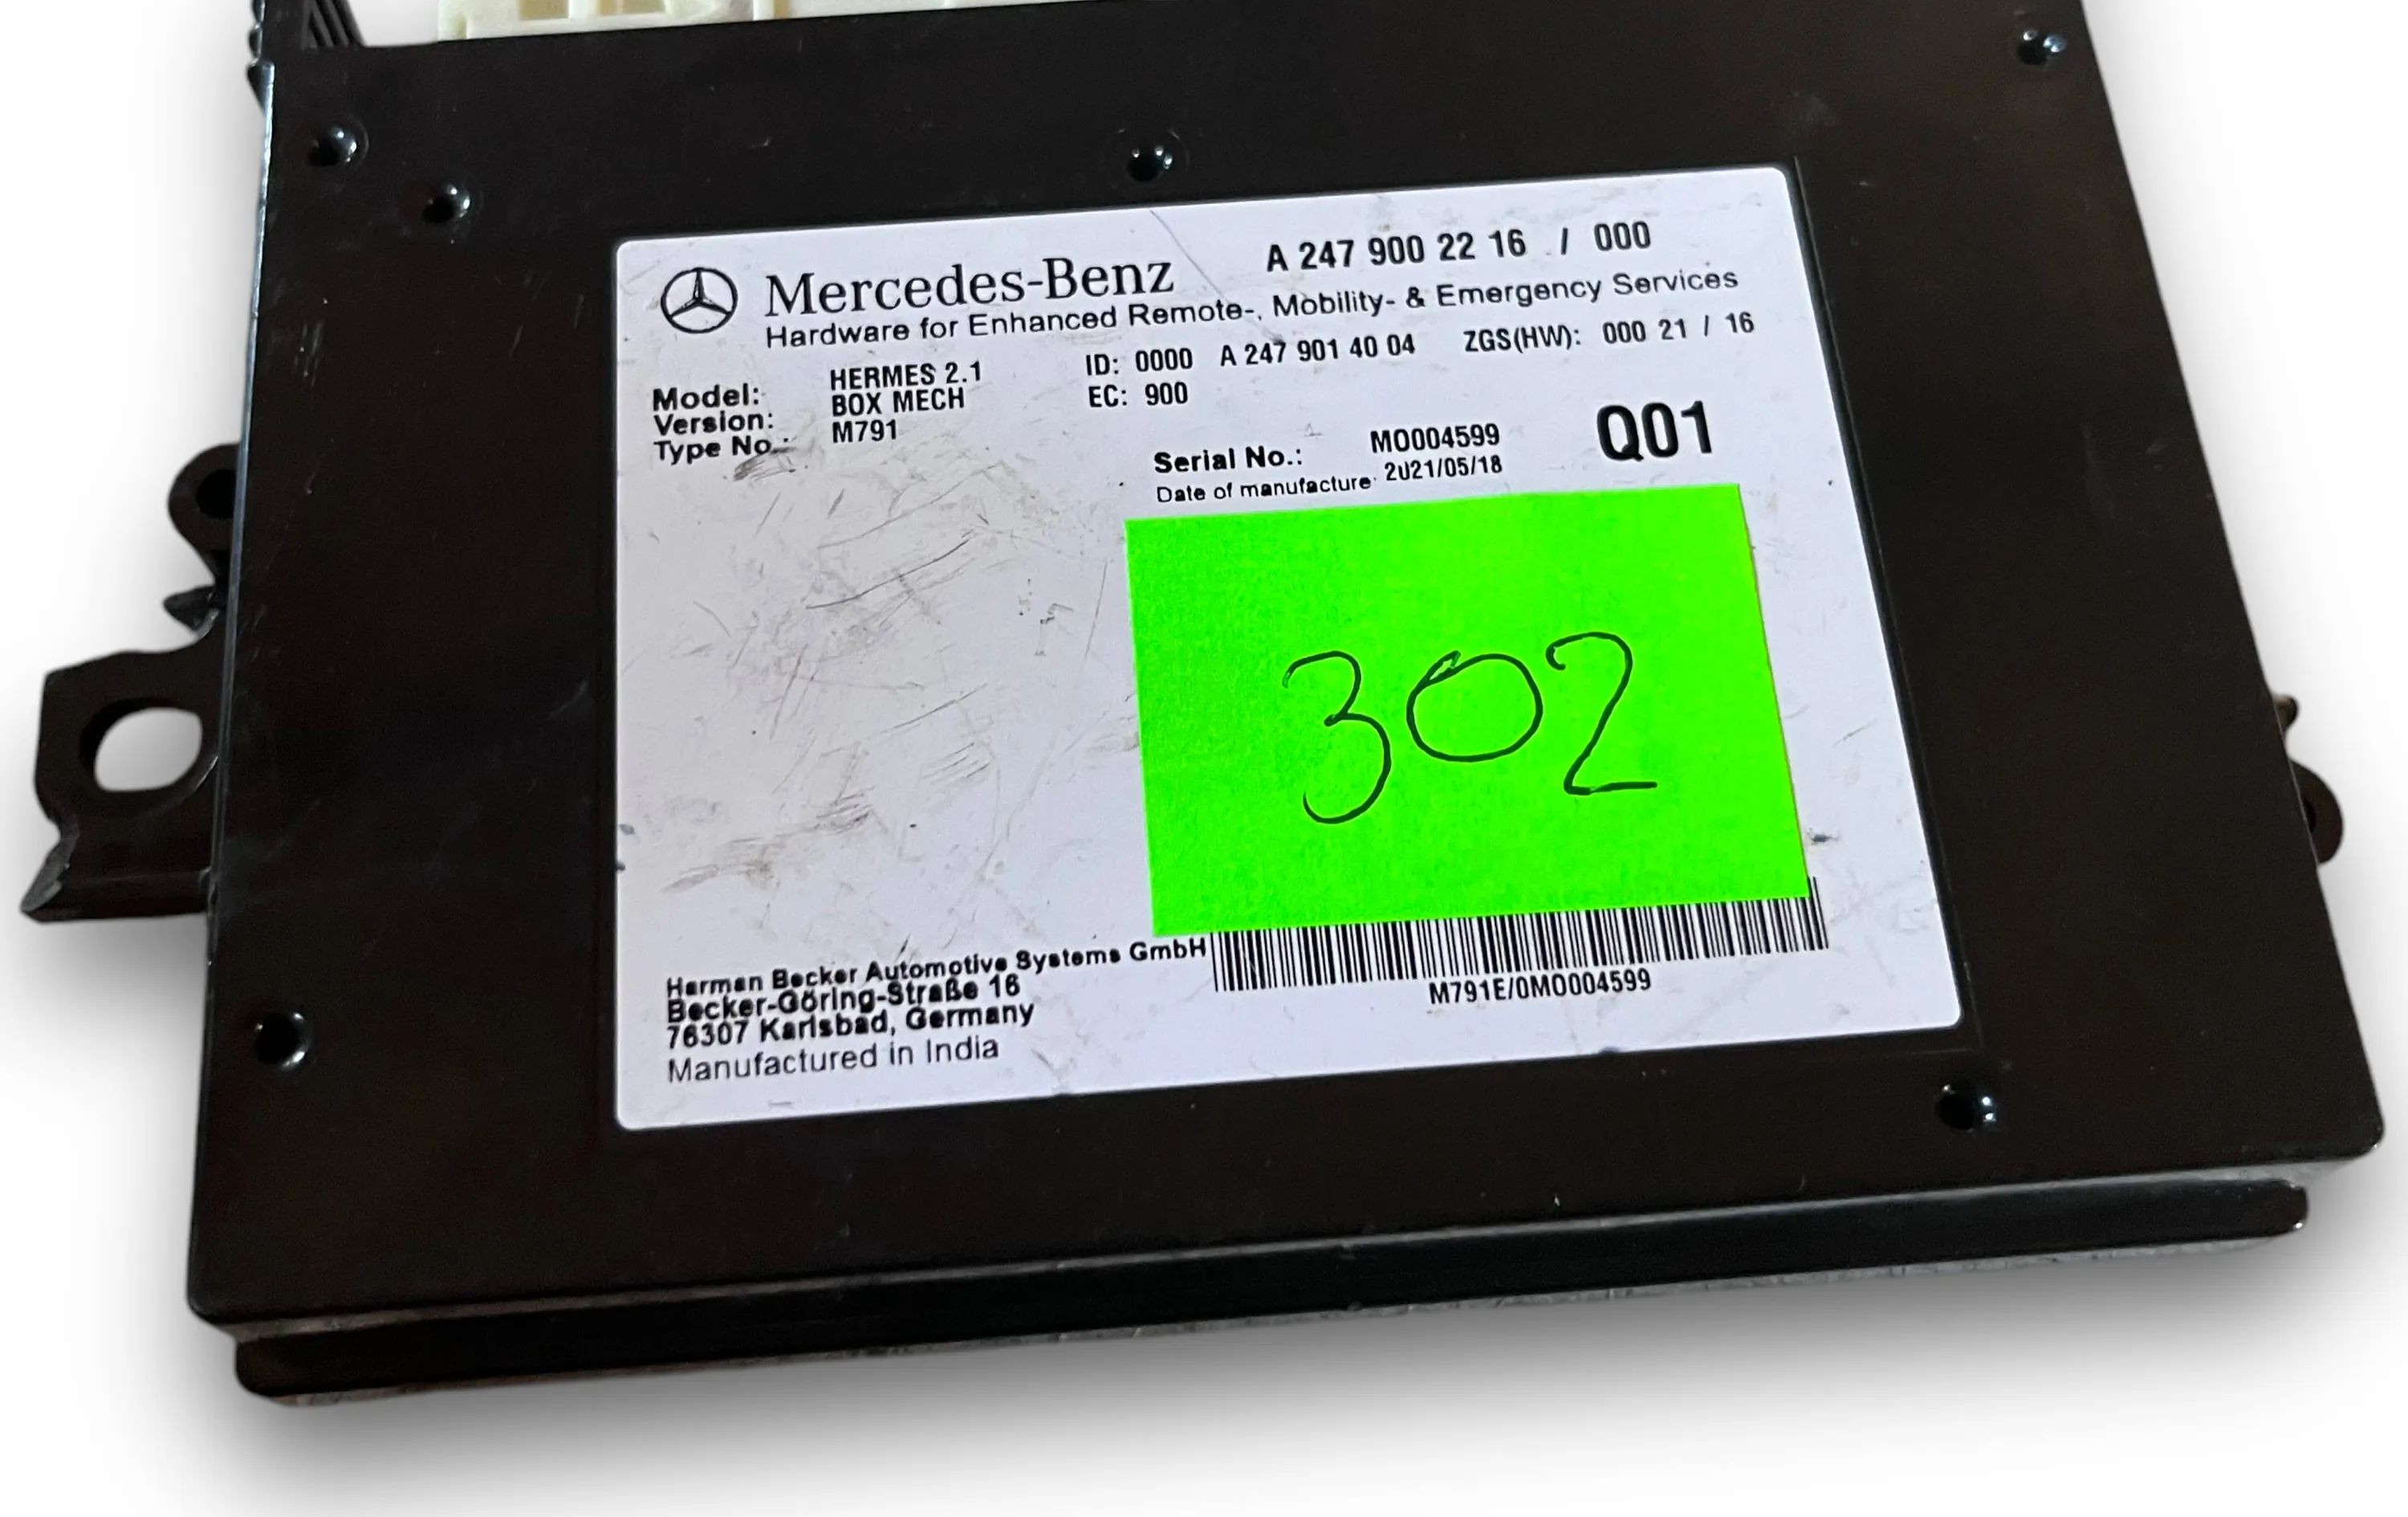 Mercedes-Benz A 247 900 22 16 / 000
Hardware for Enhanced Remote-, Mobility- & Emergency Services
Model: HERMES 2.1 ID: 0000 A 247 901 40 04 ZGS(HW): 000 21 / 16
Version: BOX MECH EC: 900
Type No.: M791
Serial No.: M0004599 Q01
Date of manufacture 2021/05/18
302
Harman Becker Automotive Systems GmbH
Becker-Göring-Straße 16
76307 Karlsbad, Germany
Manufactured in India
M791E/0M0004599